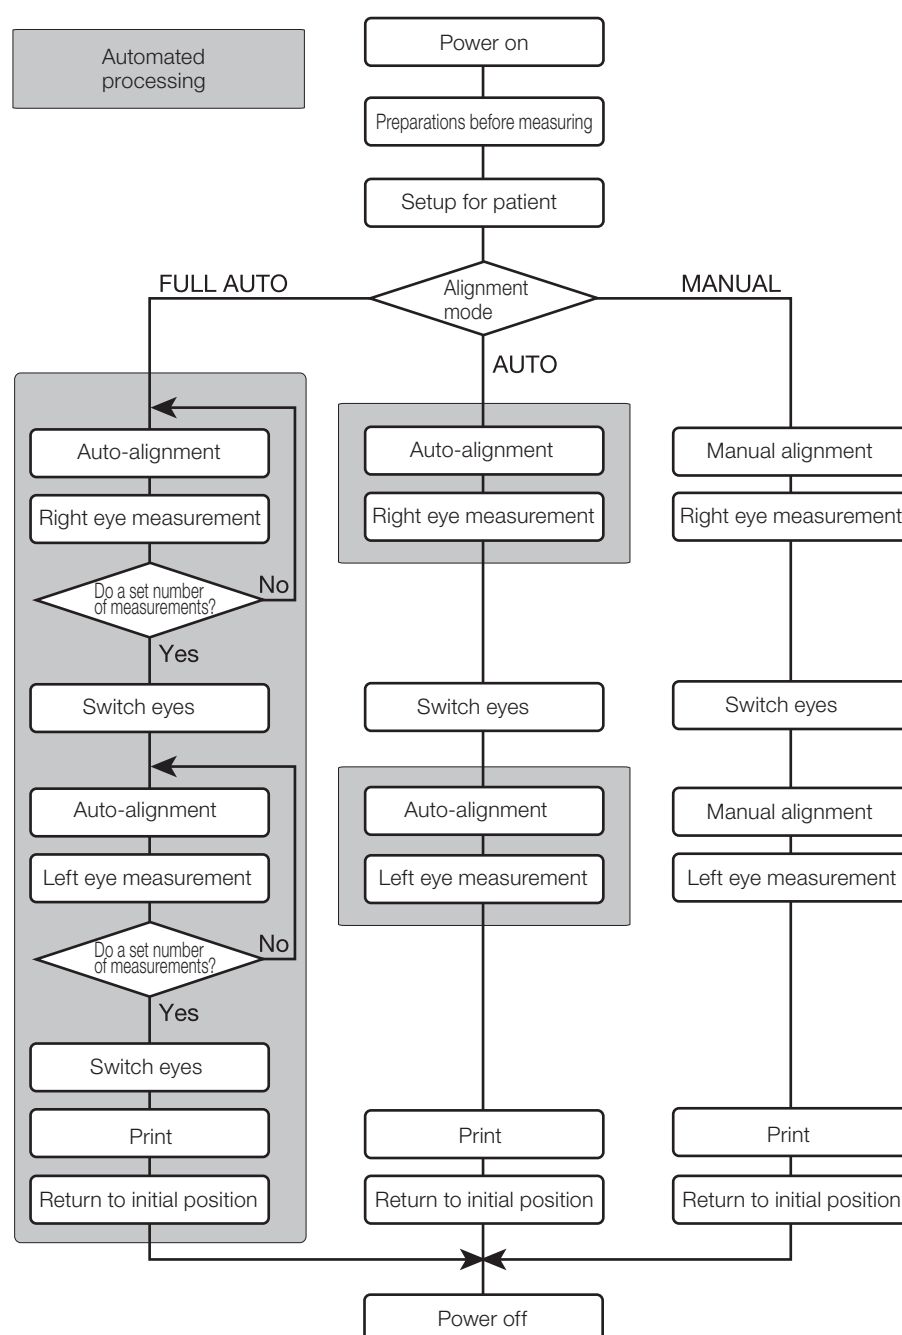 Automated
processing
Power on
Preparations before measuring
Setup for patient
Alignment
mode
FULL AUTO
MANUAL
AUTO
Auto-alignment
Right eye measurement
Do a set number
of measurements?
No
Yes
Switch eyes
Auto-alignment
Left eye measurement
Do a set number
of measurements?
No
Yes
Switch eyes
Print
Return to initial position
Auto-alignment
Right eye measurement
Switch eyes
Auto-alignment
Left eye measurement
Print
Return to initial position
Manual alignment
Right eye measurement
Switch eyes
Manual alignment
Left eye measurement
Print
Return to initial position
Power off